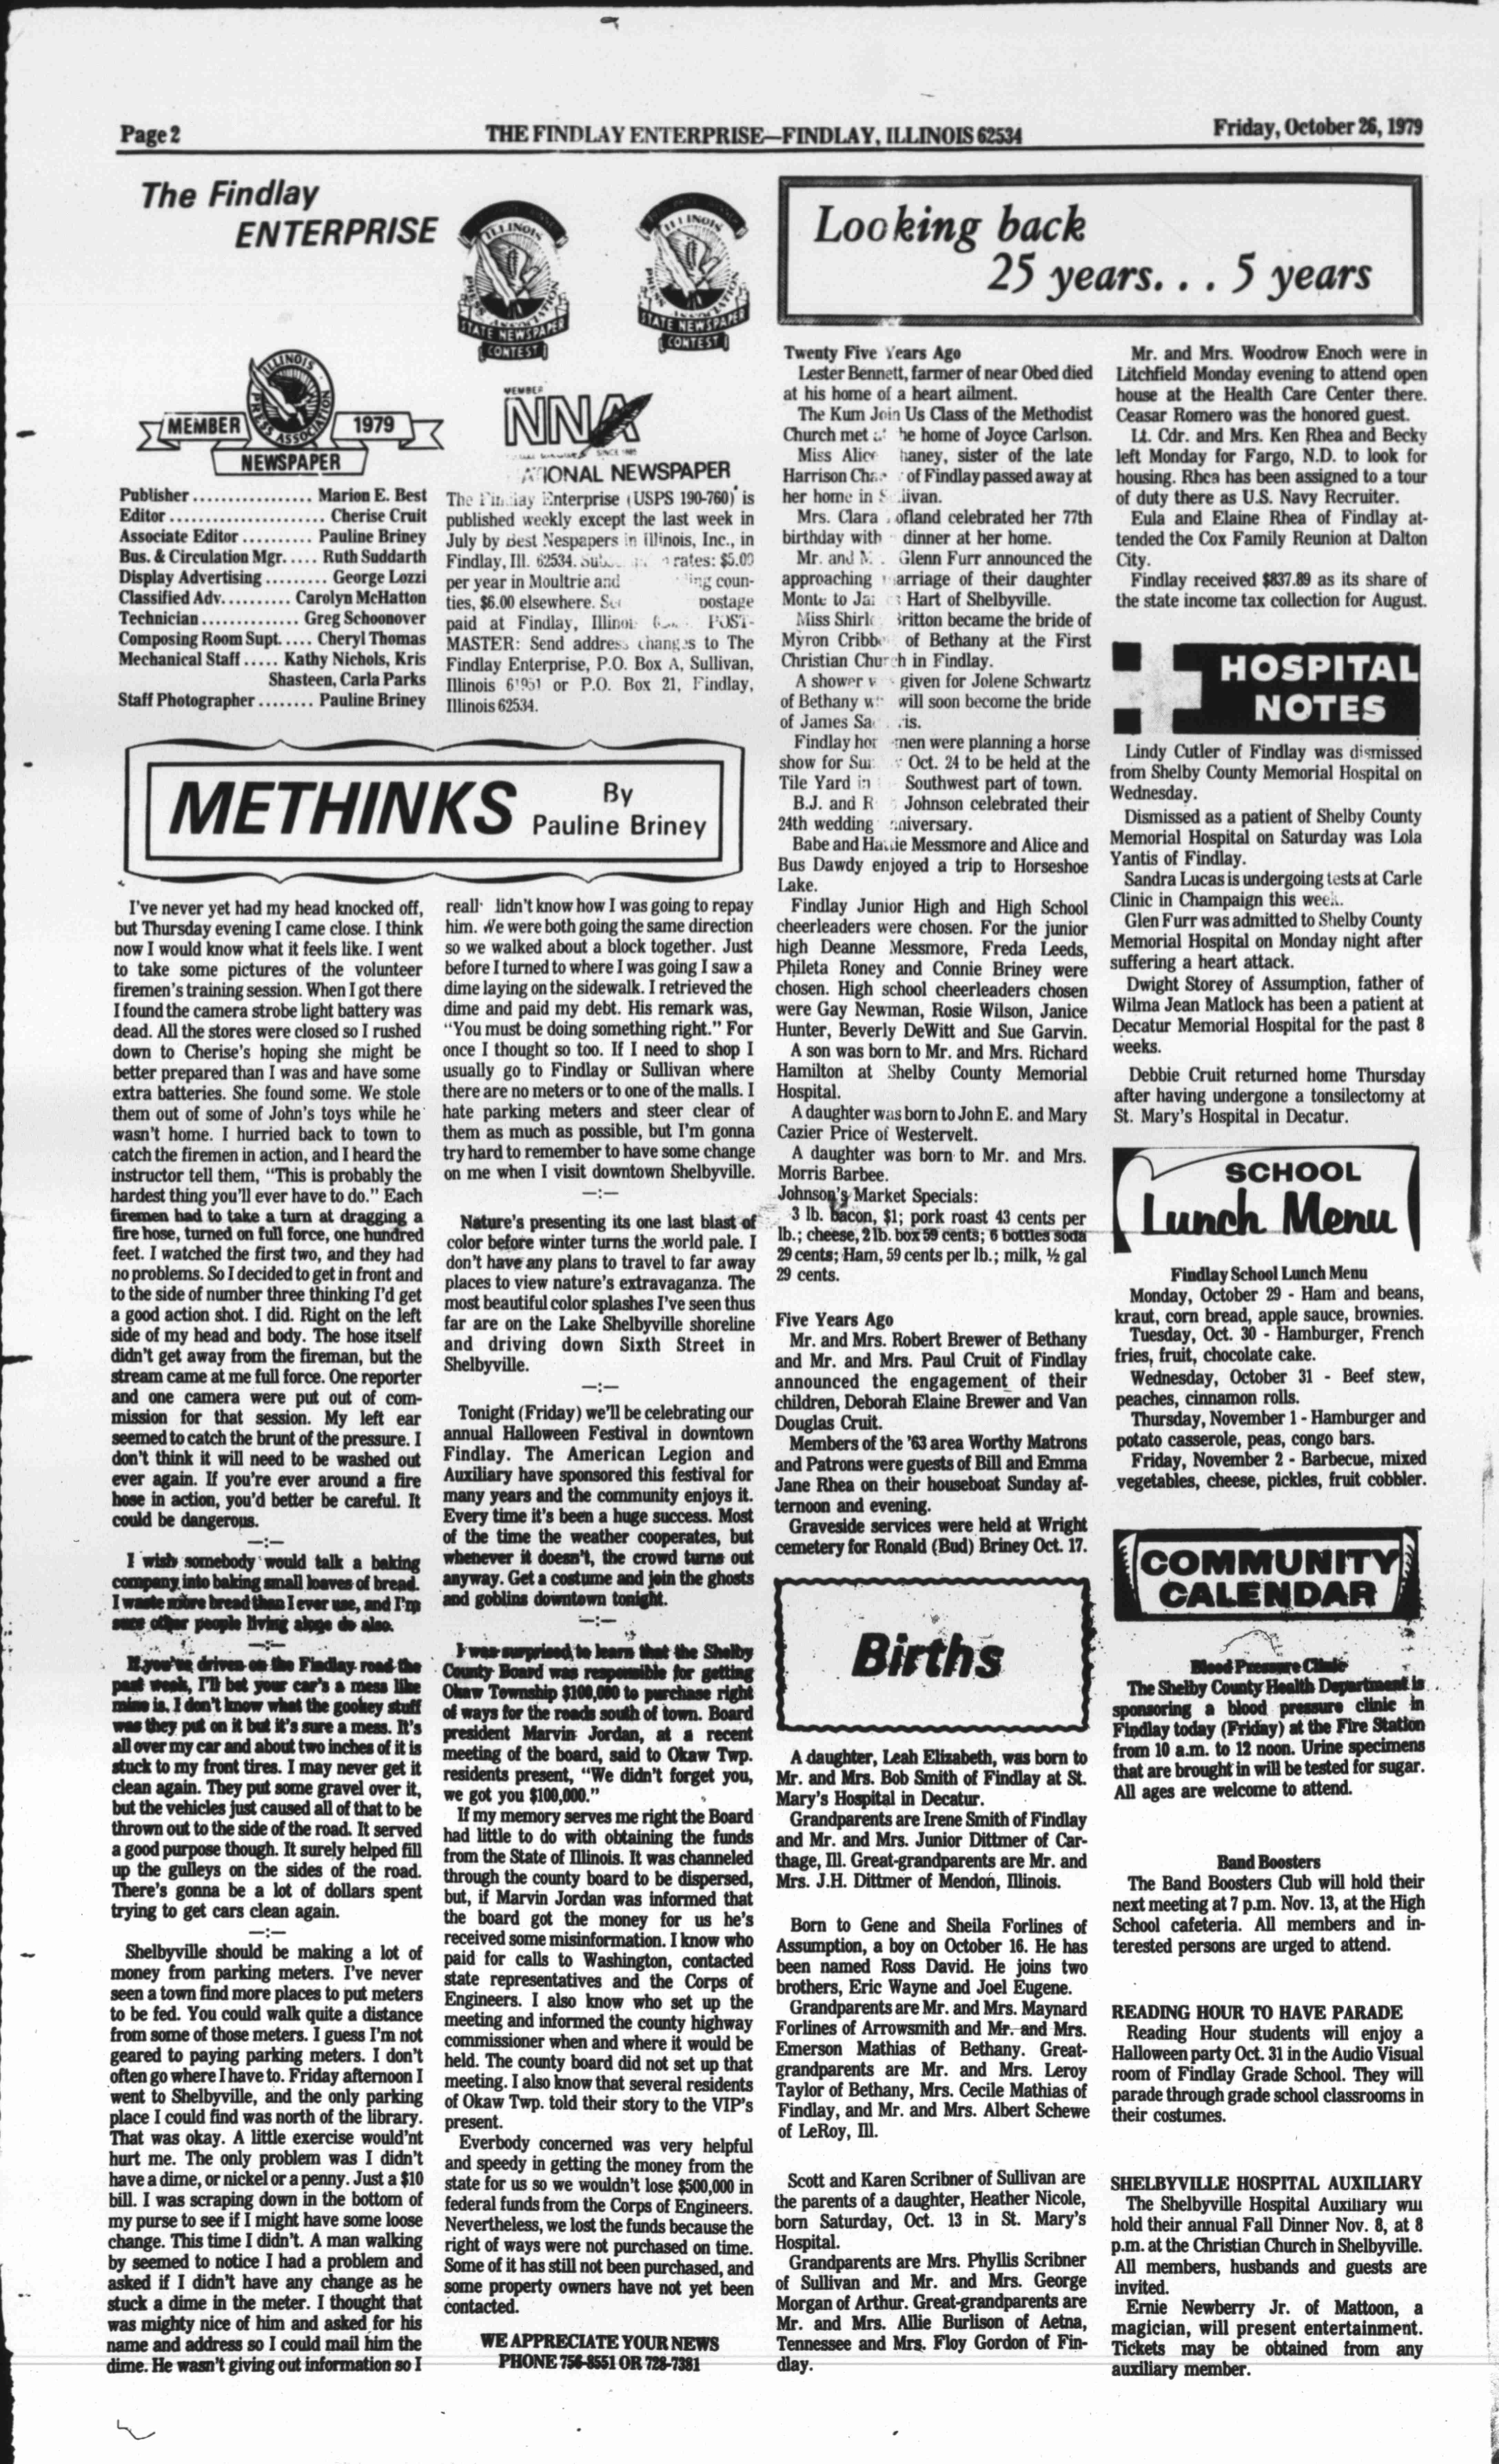 Page 2
THE FINDLAY ENTERPRISE—FINDLAY, ILLINOIS 62534
Friday, October 26, 1979
The Findlay
ENTERPRISE
ILLINOIS
PRESS ASSOCIATION
STATE NEWSPAPER
CONTEST
ILLINOIS
PRESS ASSOCIATION
STATE NEWSPAPER
CONTEST
ILLINOIS
PRESS ASSOCIATION
MEMBER
1979
NEWSPAPER
MEMBER
NNA
SINCE 1885
NEWSPAPER
Publisher ................ Marion E. Best
Editor ..................... Cherise Cruit
Associate Editor .......... Pauline Briney
Bus. & Circulation Mgr. .... Ruth Suddarth
Display Advertising ......... George Lozzi
Classified Adv. ......... Carolyn McHatton
Technician ............. Greg Schoonover
Composing Room Supt. .... Cheryl Thomas
Mechanical Staff ..... Kathy Nichols, Kris
Shasteen, Carla Parks
Staff Photographer ........ Pauline Briney
The Enterprise (USPS 190-760) is
published weekly except the last week in
July by Best Nespapers in Illinois, Inc., in
Findlay, Ill. 62534. rates: $5.00
per year in Moultrie and coun-
ties, $6.00 elsewhere. postage
paid at Findlay, POST-
MASTER: Send address changes to The
Findlay Enterprise, P.O. Box A, Sullivan,
Illinois 61951 or P.O. Box 21, Findlay,
Illinois 62534.
METHINKS
By
Pauline Briney
I've never yet had my head knocked off,
but Thursday evening I came close. I think
now I would know what it feels like. I went
to take some pictures of the volunteer
firemen's training session. When I got there
I found the camera strobe light battery was
dead. All the stores were closed so I rushed
down to Cherise's hoping she might be
better prepared than I was and have some
extra batteries. She found some. We stole
them out of some of John's toys while he
wasn't home. I hurried back to town to
catch the firemen in action, and I heard the
instructor tell them, "This is probably the
hardest thing you'll ever have to do." Each
firemen had to take a turn at dragging a
fire hose, turned on full force, one hundred
feet. I watched the first two, and they had
no problems. So I decided to get in front and
to the side of number three thinking I'd get
a good action shot. I did. Right on the left
side of my head and body. The hose itself
didn't get away from the fireman, but the
stream came at me full force. One reporter
and one camera were put out of com-
mission for that session. My left ear
seemed to catch the brunt of the pressure. I
don't think it will need to be washed out
ever again. If you're ever around a fire
hose in action, you'd better be careful. It
could be dangerous.
—:—
I wish somebody would talk a baking
company into baking small loaves of bread.
I waste more bread than I ever use, and I'm
sure other people living alone do also.
—:—
If you've driven on the Findlay road the
past week, I'll bet your car's a mess like
mine is. I don't know what the gookey stuff
was they put on it but it's sure a mess. It's
all over my car and about two inches of it is
stuck to my front tires. I may never get it
clean again. They put some gravel over it,
but the vehicles just caused all of that to be
thrown out to the side of the road. It served
a good purpose though. It surely helped fill
up the gulleys on the sides of the road.
There's gonna be a lot of dollars spent
trying to get cars clean again.
—:—
Shelbyville should be making a lot of
money from parking meters. I've never
seen a town find more places to put meters
to be fed. You could walk quite a distance
from some of those meters. I guess I'm not
geared to paying parking meters. I don't
often go where I have to. Friday afternoon I
went to Shelbyville, and the only parking
place I could find was north of the library.
That was okay. A little exercise would'nt
hurt me. The only problem was I didn't
have a dime, or nickel or a penny. Just a $10
bill. I was scraping down in the bottom of
my purse to see if I might have some loose
change. This time I didn't. A man walking
by seemed to notice I had a problem and
asked if I didn't have any change as he
stuck a dime in the meter. I thought that
was mighty nice of him and asked for his
name and address so I could mail him the
dime. He wasn't giving out information so I
didn't know how I was going to repay
him. We were both going the same direction
so we walked about a block together. Just
before I turned to where I was going I saw a
dime laying on the sidewalk. I retrieved the
dime and paid my debt. His remark was,
"You must be doing something right." For
once I thought so too. If I need to shop I
usually go to Findlay or Sullivan where
there are no meters or to one of the malls. I
hate parking meters and steer clear of
them as much as possible, but I'm gonna
try hard to remember to have some change
on me when I visit downtown Shelbyville.
—:—
Nature's presenting its one last blast of
color before winter turns the world pale. I
don't have any plans to travel to far away
places to view nature's extravaganza. The
most beautiful color splashes I've seen thus
far are on the Lake Shelbyville shoreline
and driving down Sixth Street in
Shelbyville.
—:—
Tonight (Friday) we'll be celebrating our
annual Halloween Festival in downtown
Findlay. The American Legion and
Auxiliary have sponsored this festival for
many years and the community enjoys it.
Every time it's been a huge success. Most
of the time the weather cooperates, but
whenever it doesn't, the crowd turns out
anyway. Get a costume and join the ghosts
and goblins downtown tonight.
—:—
I was surprised to learn that the Shelby
County Board was responsible for getting
Okaw Township $100,000 to purchase right
of ways for the roads south of town. Board
president Marvin Jordan, at a recent
meeting of the board, said to Okaw Twp.
residents present, "We didn't forget you,
we got you $100,000."
If my memory serves me right the Board
had little to do with obtaining the funds
from the State of Illinois. It was channeled
through the county board to be dispersed,
but, if Marvin Jordan was informed that
the board got the money for us he's
received some misinformation. I know who
paid for calls to Washington, contacted
state representatives and the Corps of
Engineers. I also know who set up the
meeting and informed the county highway
commissioner when and where it would be
held. The county board did not set up that
meeting. I also know that several residents
of Okaw Twp. told their story to the VIP's
present.
Everbody concerned was very helpful
and speedy in getting the money from the
state for us so we wouldn't lose $500,000 in
federal funds from the Corps of Engineers.
Nevertheless, we lost the funds because the
right of ways were not purchased on time.
Some of it has still not been purchased, and
some property owners have not yet been
contacted.
WE APPRECIATE YOUR NEWS
PHONE 756-8551 OR 728-7381
Looking back
25 years. . . 5 years
Twenty Five Years Ago
Lester Bennett, farmer of near Obed died
at his home of a heart ailment.
The Kum Join Us Class of the Methodist
Church met he home of Joyce Carlson.
Miss Alice haney, sister of the late
Harrison of Findlay passed away at
her home in
Mrs. Clara ofland celebrated her 77th
birthday with dinner at her home.
Mr. and Glenn Furr announced the
approaching arriage of their daughter
Monte to Hart of Shelbyville.
Miss ritton became the bride of
Myron of Bethany at the First
Christian Church in Findlay.
A shower given for Jolene Schwartz
of Bethany will soon become the bride
of James
Findlay men were planning a horse
show for Oct. 24 to be held at the
Tile Yard in Southwest part of town.
B.J. and Johnson celebrated their
24th wedding anniversary.
Babe and Hattie Messmore and Alice and
Bus Dawdy enjoyed a trip to Horseshoe
Lake.
Findlay Junior High and High School
cheerleaders were chosen. For the junior
high Deanne Messmore, Freda Leeds,
Phileta Roney and Connie Briney were
chosen. High school cheerleaders chosen
were Gay Newman, Rosie Wilson, Janice
Hunter, Beverly DeWitt and Sue Garvin.
A son was born to Mr. and Mrs. Richard
Hamilton at Shelby County Memorial
Hospital.
A daughter was born to John E. and Mary
Cazier Price of Westervelt.
A daughter was born to Mr. and Mrs.
Morris Barbee.
Johnson's Market Specials:
3 lb. bacon, $1; pork roast 43 cents per
lb.; cheese, 2 lb. box 59 cents; 6 bottles soda
29 cents; Ham, 59 cents per lb.; milk, ½ gal
29 cents.
Five Years Ago
Mr. and Mrs. Robert Brewer of Bethany
and Mr. and Mrs. Paul Cruit of Findlay
announced the engagement of their
children, Deborah Elaine Brewer and Van
Douglas Cruit.
Members of the '63 area Worthy Matrons
and Patrons were guests of Bill and Emma
Jane Rhea on their houseboat Sunday af-
ternoon and evening.
Graveside services were held at Wright
cemetery for Ronald (Bud) Briney Oct. 17.
Births
A daughter, Leah Elizabeth, was born to
Mr. and Mrs. Bob Smith of Findlay at St.
Mary's Hospital in Decatur.
Grandparents are Irene Smith of Findlay
and Mr. and Mrs. Junior Dittmer of Car-
thage, Ill. Great-grandparents are Mr. and
Mrs. J.H. Dittmer of Mendon, Illinois.
Born to Gene and Sheila Forlines of
Assumption, a boy on October 16. He has
been named Ross David. He joins two
brothers, Eric Wayne and Joel Eugene.
Grandparents are Mr. and Mrs. Maynard
Forlines of Arrowsmith and Mr. and Mrs.
Emerson Mathias of Bethany. Great-
grandparents are Mr. and Mrs. Leroy
Taylor of Bethany, Mrs. Cecile Mathias of
Findlay, and Mr. and Mrs. Albert Schewe
of LeRoy, Ill.
Scott and Karen Scribner of Sullivan are
the parents of a daughter, Heather Nicole,
born Saturday, Oct. 13 in St. Mary's
Hospital.
Grandparents are Mrs. Phyllis Scribner
of Sullivan and Mr. and Mrs. George
Morgan of Arthur. Great-grandparents are
Mr. and Mrs. Allie Burlison of Aetna,
Tennessee and Mrs. Floy Gordon of Fin-
dlay.
Mr. and Mrs. Woodrow Enoch were in
Litchfield Monday evening to attend open
house at the Health Care Center there.
Ceasar Romero was the honored guest.
Lt. Cdr. and Mrs. Ken Rhea and Becky
left Monday for Fargo, N.D. to look for
housing. Rhea has been assigned to a tour
of duty there as U.S. Navy Recruiter.
Eula and Elaine Rhea of Findlay at-
tended the Cox Family Reunion at Dalton
City.
Findlay received $837.89 as its share of
the state income tax collection for August.
HOSPITAL
NOTES
Lindy Cutler of Findlay was dismissed
from Shelby County Memorial Hospital on
Wednesday.
Dismissed as a patient of Shelby County
Memorial Hospital on Saturday was Lola
Yantis of Findlay.
Sandra Lucas is undergoing tests at Carle
Clinic in Champaign this week.
Glen Furr was admitted to Shelby County
Memorial Hospital on Monday night after
suffering a heart attack.
Dwight Storey of Assumption, father of
Wilma Jean Matlock has been a patient at
Decatur Memorial Hospital for the past 8
weeks.
Debbie Cruit returned home Thursday
after having undergone a tonsilectomy at
St. Mary's Hospital in Decatur.
SCHOOL
Lunch Menu
Findlay School Lunch Menu
Monday, October 29 - Ham and beans,
kraut, corn bread, apple sauce, brownies.
Tuesday, Oct. 30 - Hamburger, French
fries, fruit, chocolate cake.
Wednesday, October 31 - Beef stew,
peaches, cinnamon rolls.
Thursday, November 1 - Hamburger and
potato casserole, peas, congo bars.
Friday, November 2 - Barbecue, mixed
vegetables, cheese, pickles, fruit cobbler.
COMMUNITY
CALENDAR
Blood Pressure Clinic
The Shelby County Health Department is
sponsoring a blood pressure clinic in
Findlay today (Friday) at the Fire Station
from 10 a.m. to 12 noon. Urine specimens
that are brought in will be tested for sugar.
All ages are welcome to attend.
Band Boosters
The Band Boosters Club will hold their
next meeting at 7 p.m. Nov. 13, at the High
School cafeteria. All members and in-
terested persons are urged to attend.
READING HOUR TO HAVE PARADE
Reading Hour students will enjoy a
Halloween party Oct. 31 in the Audio Visual
room of Findlay Grade School. They will
parade through grade school classrooms in
their costumes.
SHELBYVILLE HOSPITAL AUXILIARY
The Shelbyville Hospital Auxiliary will
hold their annual Fall Dinner Nov. 8, at 8
p.m. at the Christian Church in Shelbyville.
All members, husbands and guests are
invited.
Ernie Newberry Jr. of Mattoon, a
magician, will present entertainment.
Tickets may be obtained from any
auxiliary member.